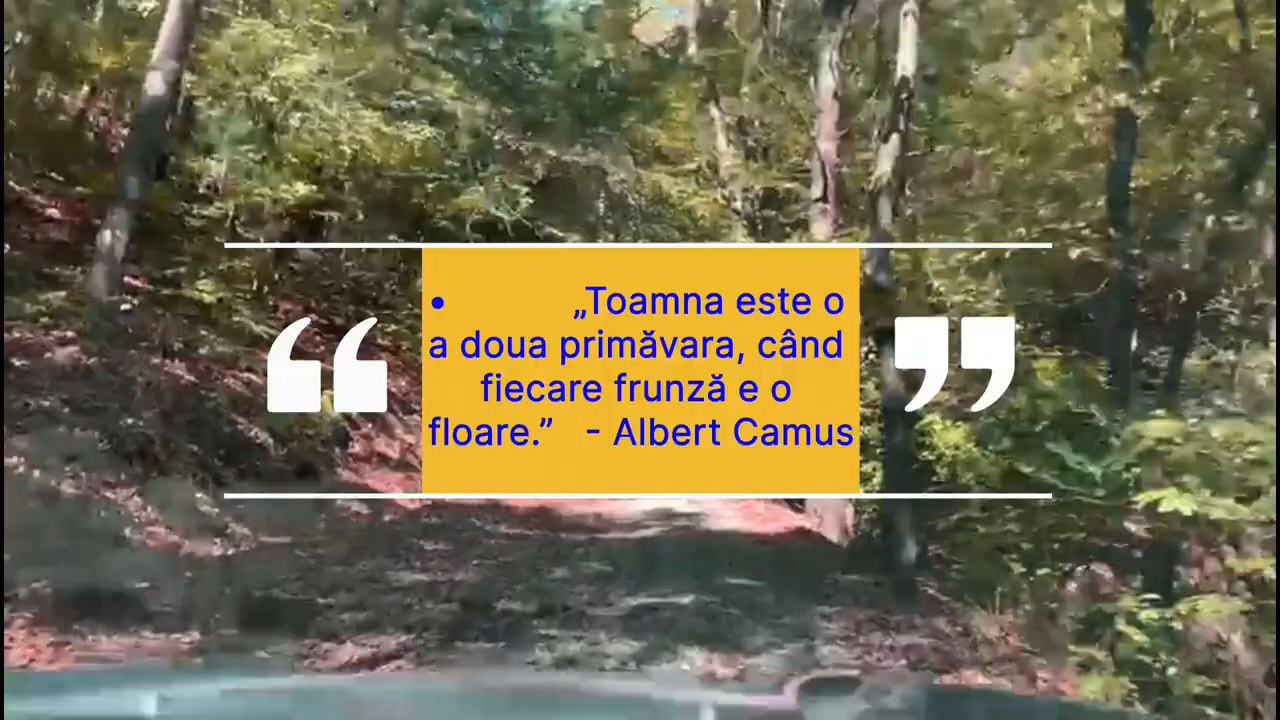 • „Toamna este o
a doua primăvara, când
fiecare frunză e o
floare.” - Albert Camus